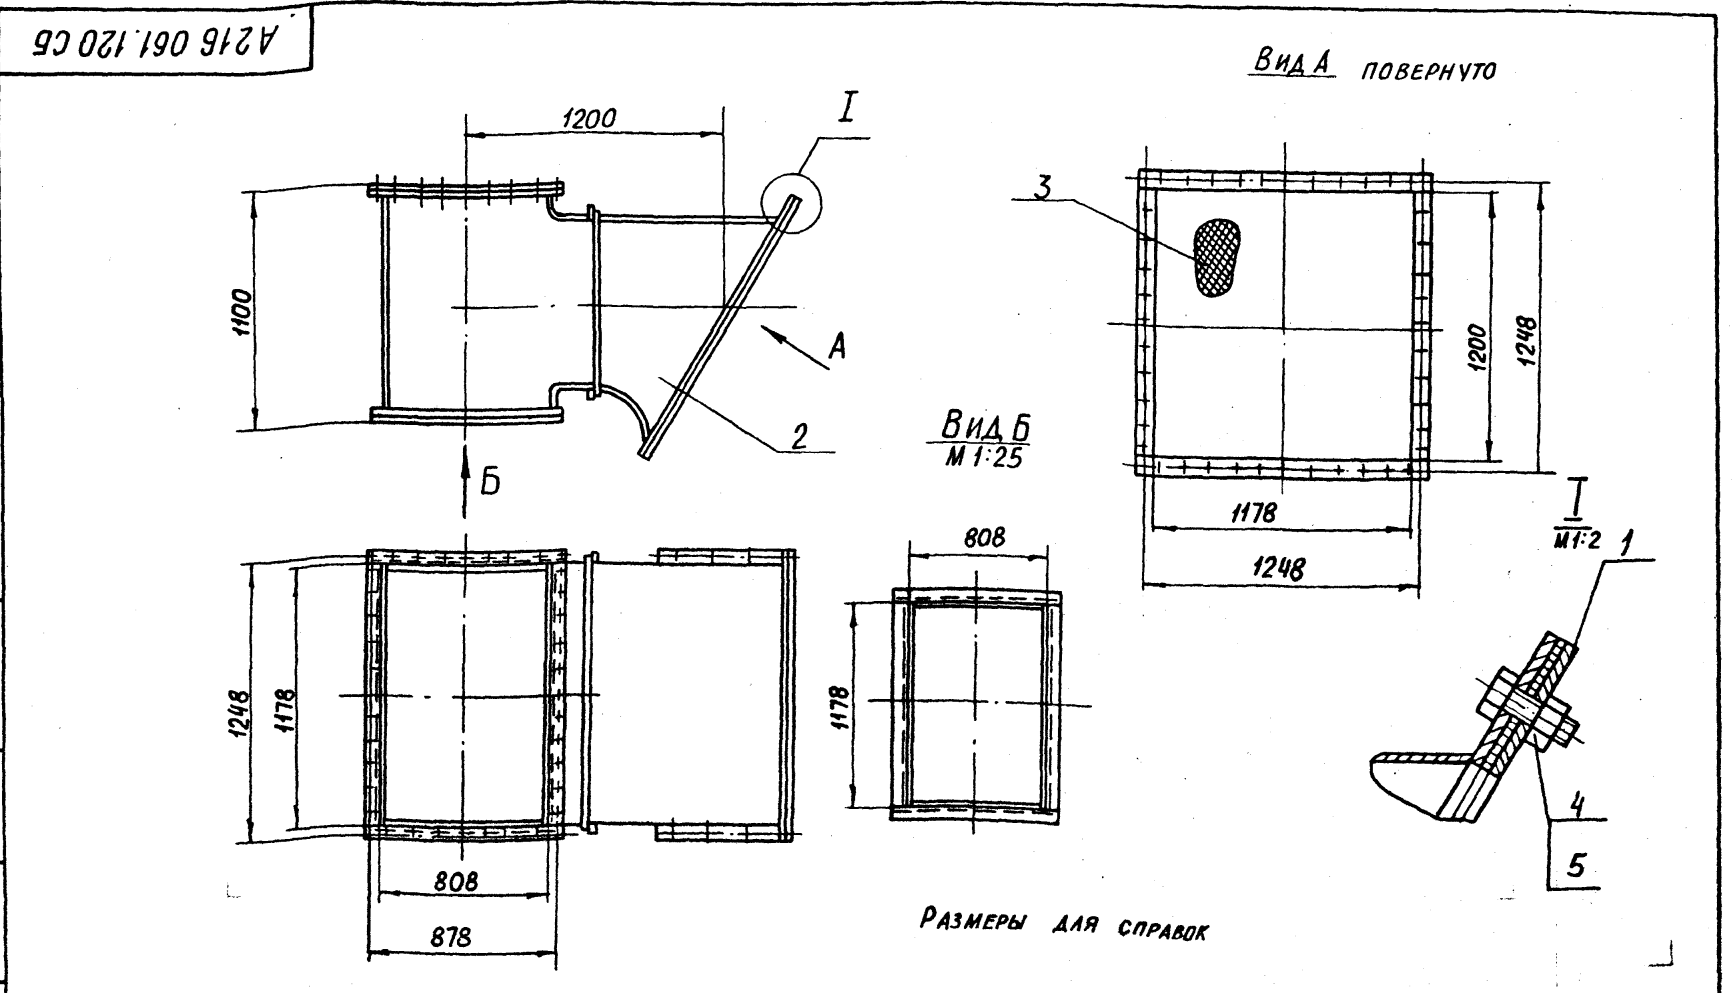 А216 061.120 СБ
Вид А повернуто
1200
I
3
1100
А
1200
1248
2
Вид Б
М 1:25
Б
1178
1248
I
М1:2
1
808
1248
1178
1178
4
5
808
878
Размеры для справок